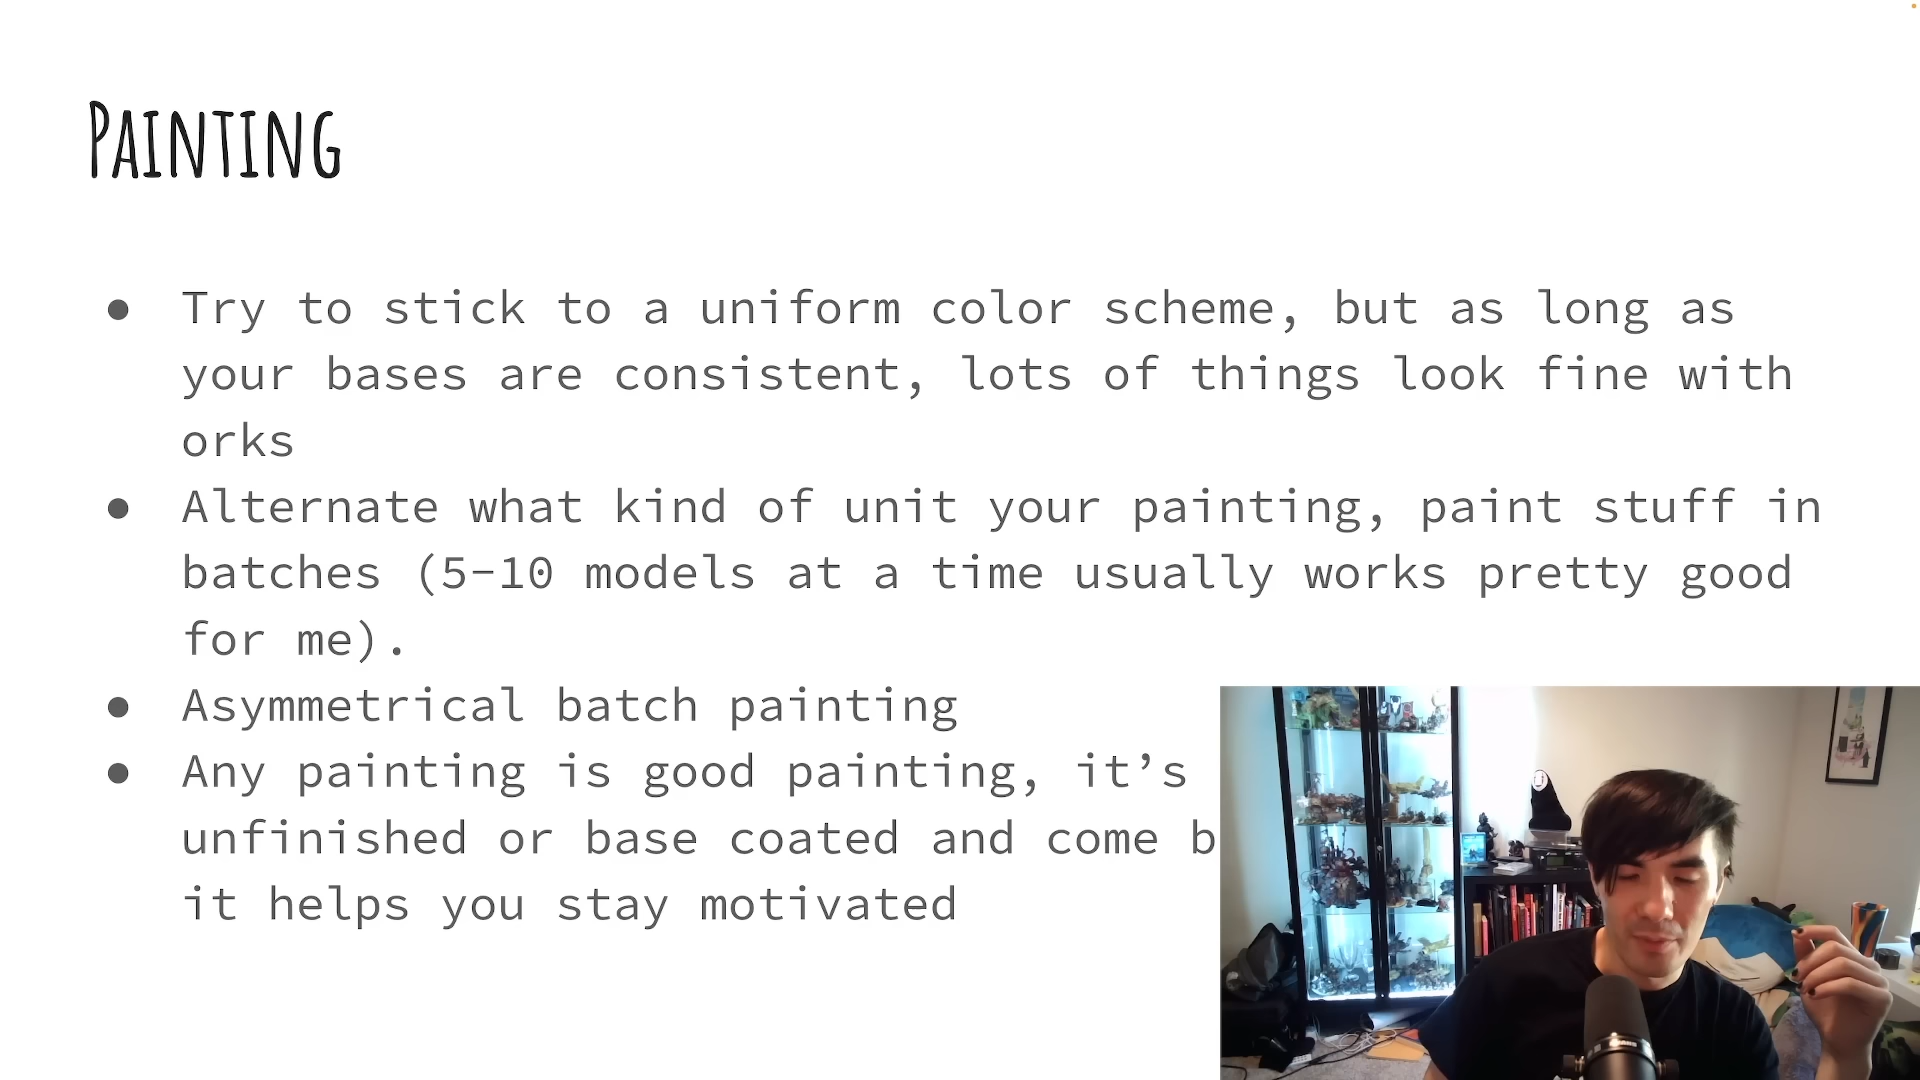 Painting
● Try to stick to a uniform color scheme, but as long as
your bases are consistent, lots of things look fine with
orks
● Alternate what kind of unit your painting, paint stuff in
batches (5-10 models at a time usually works pretty good
for me).
● Asymmetrical batch painting
● Any painting is good painting, it’s
unfinished or base coated and come b
it helps you stay motivated